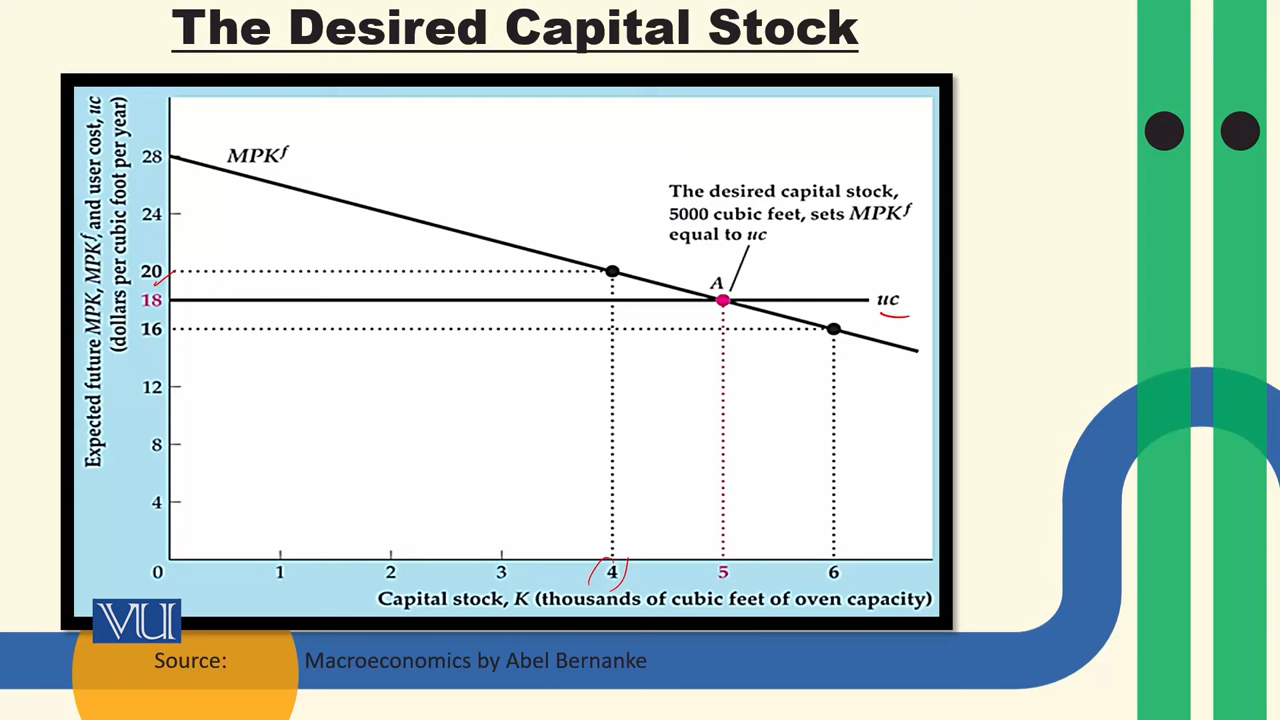 The Desired Capital Stock
Expected future MPK, MPKᶠ, and user cost, uc
(dollars per cubic foot per year)
28
24
20
18
16
12
8
4
0
MPKᶠ
The desired capital stock,
5000 cubic feet, sets MPKᶠ
equal to uc
A
uc
1 2 3 4 5 6
Capital stock, K (thousands of cubic feet of oven capacity)
VU
Source: Macroeconomics by Abel Bernanke